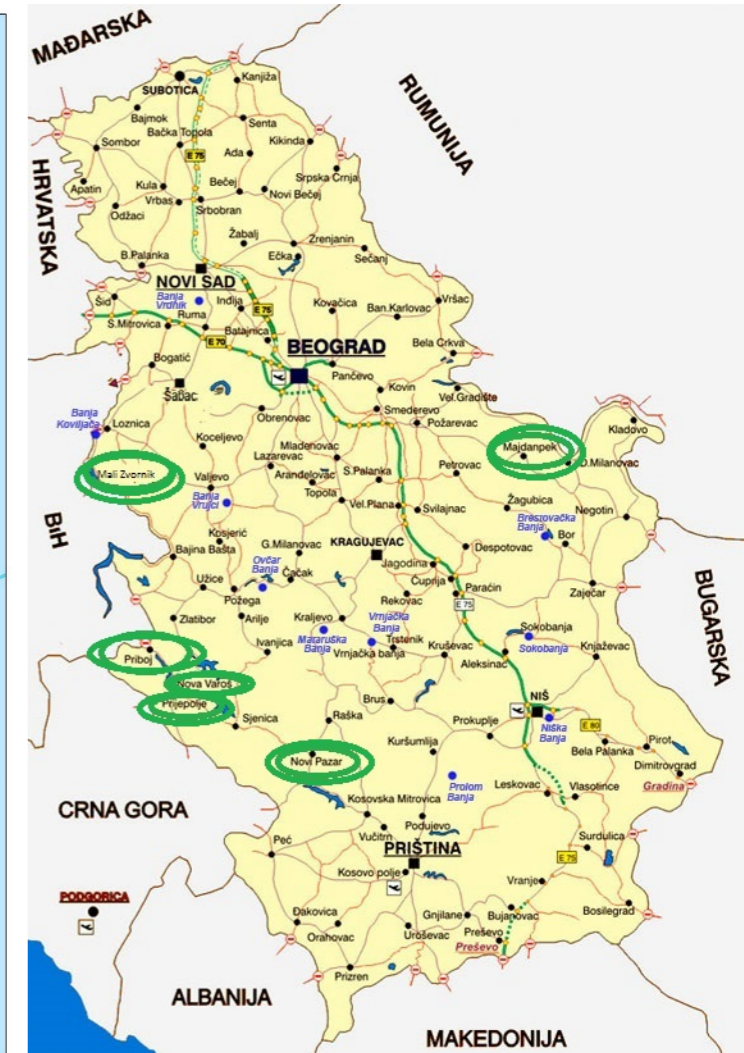 MAĐARSKA
SUBOTICA
Kanjiža
RUMUNIJA
Bajmok
Bačka Topola
Senta
Sombor
E 75
Ada
Kikinda
HRVATSKA
Apatin
Kula
Bečej
Srpska Crnja
Vrbas
Srbobran
Novi Bečej
Odžaci
Žabalj
Zrenjanin
Ečka
Sečanj
B.Palanka
NOVI SAD
Šid
Banja
Vrdnik
Inđija
E 75
Kovačica
Ban.Karlovac
Vršac
Ruma
S.Mitrovica
Batajnica
E 70
BEOGRAD
Bela Crkva
Bogatić
Pančevo
Šabac
Kovin
Vel.Gradište
Obrenovac
Smederevo
Banja
Koviljača
Loznica
Požarevac
Kladovo
Koceljevo
Mladenovac
Majdanpek
Lazarevac
Mali Zvornik
Valjevo
Aranđelovac
S.Palanka
Petrovac
D.Milanovac
Topola
Banja
Vrujci
Vel.Plana
Svilajnac
Žagubica
Negotin
BiH
Brestovačka
Banja
Kosjerić
Bor
Bajina Bašta
G.Milanovac
KRAGUJEVAC
Despotovac
Ovčar
Banja
Čačak
Jagodina
BUGARSKA
Užice
Požega
Ćuprija
Paraćin
Zaječar
Rekovac
E 75
Zlatibor
Arilje
Kraljevo
Vrnjačka
Banja
Sokobanja
Mataruška
Banja
Trstenik
Ivanjica
Vrnjačka banja
Kruševac
Sokobanja
Knjaževac
Priboj
Aleksinac
Nova Varoš
Prijepolje
Brus
NIŠ
Sjenica
Raška
Prokuplje
Niška
Banja
E 80
Pirot
Kuršumlija
Bela Palanka
Novi Pazar
Dimitrovgrad
Prolom
Banja
Leskovac
Vlasotince
Gradina
CRNA GORA
Kosovska Mitrovica
Vučitrn
Podujevo
Peć
PRIŠTINA
Surdulica
E 75
Kosovo polje
Vranje
PODGORICA
Đakovica
Gnjilane
Bujanovac
Bosilegrad
Orahovac
Uroševac
Preševo
Preševo
Prizren
ALBANIJA
MAKEDONIJA